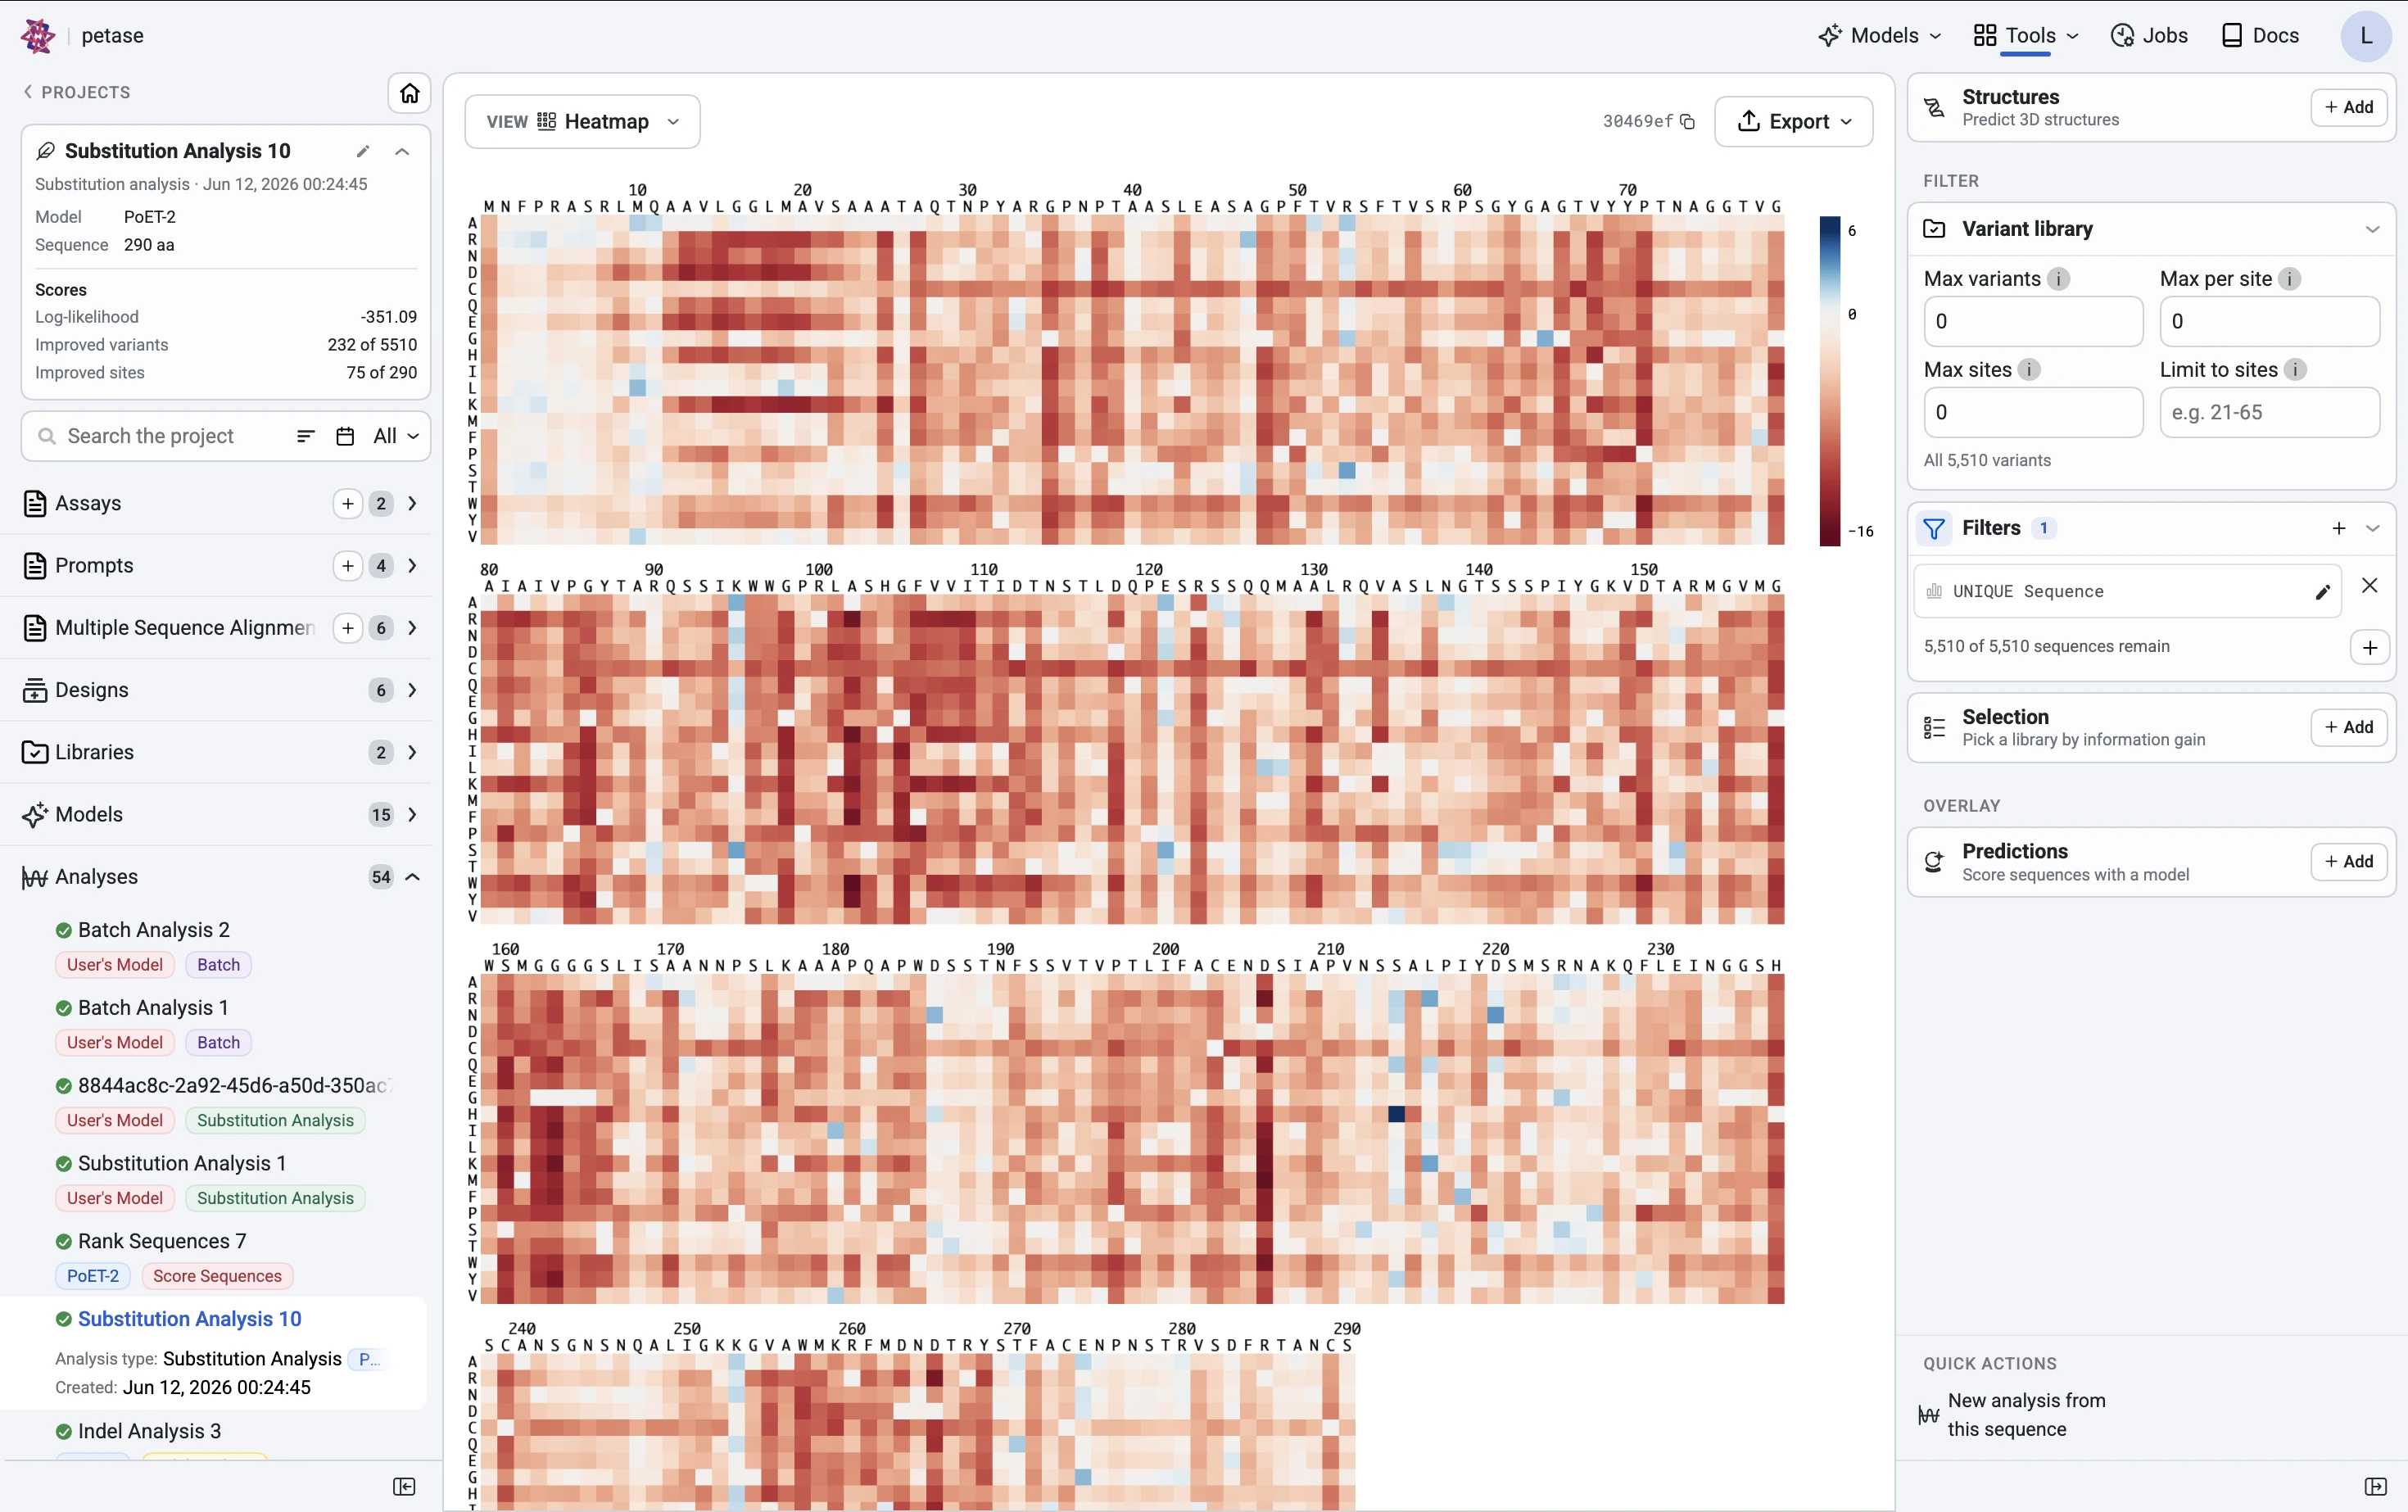 petase
Models
Tools
Jobs
Docs
L
PROJECTS
Substitution Analysis 10
Substitution analysis · Jun 12, 2026 00:24:45
Model PoET-2
Sequence 290 aa
Scores
Log-likelihood -351.09
Improved variants 232 of 5510
Improved sites 75 of 290
Search the project All
Assays 2
Prompts 4
Multiple Sequence Alignmen 6
Designs 6
Libraries 2
Models 15
Analyses 54
Batch Analysis 2
User's Model Batch
Batch Analysis 1
User's Model Batch
8844ac8c-2a92-45d6-a50d-350ac
User's Model Substitution Analysis
Substitution Analysis 1
User's Model Substitution Analysis
Rank Sequences 7
PoET-2 Score Sequences
Substitution Analysis 10
Analysis type: Substitution Analysis P...
Created: Jun 12, 2026 00:24:45
Indel Analysis 3
VIEW Heatmap
30469ef
Export
10 20 30 40 50 60 70
M N F P R A S R L M Q A A V L G G L M A V S A A A T A Q T N P Y A R G P N P T A A S L E A S A G P F T V R S F T V S R P S G Y G A G T V Y Y P T N A G G T V G
A
R
N
D
C
Q
E
G
H
I
L
K
M
F
P
S
T
W
Y
V
6
0
-16
80 90 100 110 120 130 140 150
A I A I V P G Y T A R Q S S I K W W G P R L A S H G F V V I T I D T N S T L D Q P E S R S S Q Q M A A L R Q V A S L N G T S S S P I Y G K V D T A R M G V M G
A
R
N
D
C
Q
E
G
H
I
L
K
M
F
P
S
T
W
Y
V
160 170 180 190 200 210 220 230
W S M G G G G S L I S A A N N P S L K A A A P Q A P W D S S T N F S S V T V P T L I F A C E N D S I A P V N S S A L P I Y D S M S R N A K Q F L E I N G G S H
A
R
N
D
C
Q
E
G
H
I
L
K
M
F
P
S
T
W
Y
V
240 250 260 270 280 290
S C A N S G N S N Q A L I G K K G V A W M K R F M D N D T R Y S T F A C E N P N S T R V S D F R T A N C S
A
R
N
D
C
Q
E
G
H
Structures
Predict 3D structures
+ Add
FILTER
Variant library
Max variants i Max per site i
0 0
Max sites i Limit to sites i
0 e.g. 21-65
All 5,510 variants
Filters 1
UNIQUE Sequence
5,510 of 5,510 sequences remain
Selection
Pick a library by information gain
+ Add
OVERLAY
Predictions
Score sequences with a model
+ Add
QUICK ACTIONS
New analysis from
this sequence